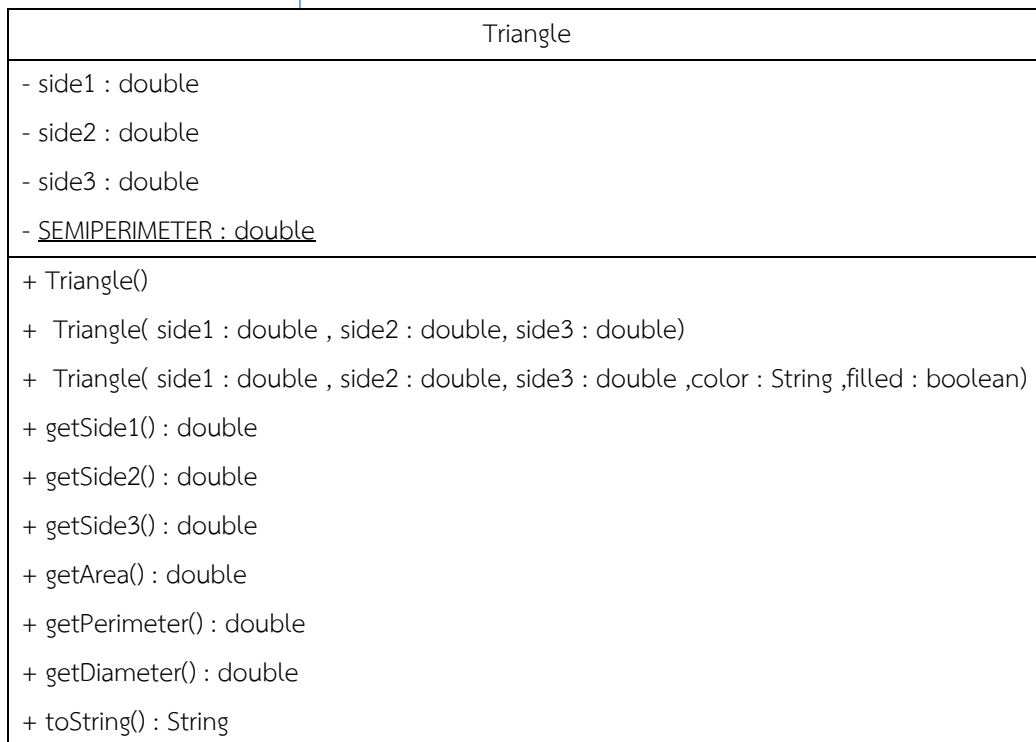 Triangle
- side1 : double
- side2 : double
- side3 : double
- SEMIPERIMETER : double
+ Triangle()
+  Triangle( side1 : double , side2 : double, side3 : double)
+  Triangle( side1 : double , side2 : double, side3 : double ,color : String ,filled : boolean)
+ getSide1() : double
+ getSide2() : double
+ getSide3() : double
+ getArea() : double
+ getPerimeter() : double
+ getDiameter() : double
+ toString() : String